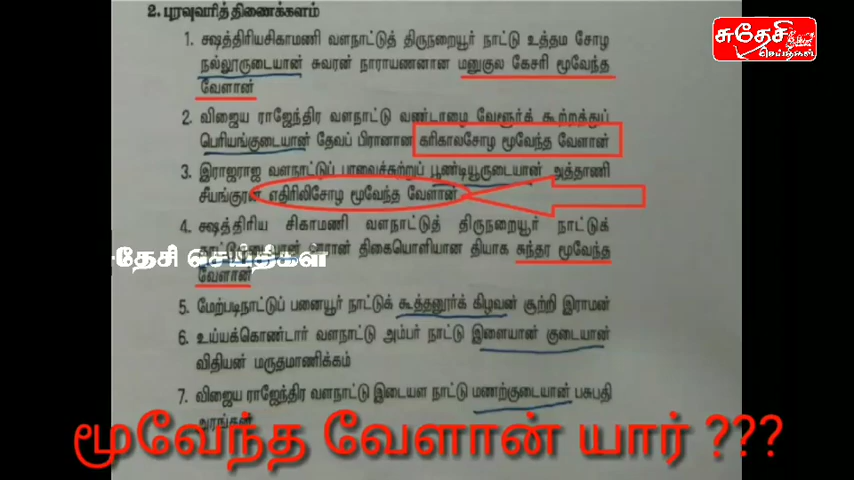 சுதேசி
செய்திகள்
2. புரவுவரித் திணைக்களம்
1. க்ஷத்திரியசிகாமணி வளநாட்டுத் திருநறையூர் நாட்டு உத்தம சோழ
நல்லூருடையான் சுவரன் நாராயணனான மனுகுல கேசரி மூவேந்த
வேளான்
2. விஜைய ராஜேந்திர வளநாட்டு வண்டாழை வேளூர்க் கூற்றத்துப்
பெரியங்குடையான் தேவப் பிரானான கரிகாலசோழ மூவேந்த வேளான்
3. இராஜராஜ வளநாட்டுப் பாவைச்கூற்றுப் பூண்டியூருடையான் அத்தாணி
சீயங்குரன் எதிரிலிசோழ மூவேந்த வேளான்
4. க்ஷத்திரிய சிகாமணி வளநாட்டுத் திருநறையூர் நாட்டுக்
திகையொளியான தியாக சுந்தர மூவேந்த
வேளான்
சுதேசி செய்திகள்
5. மேற்படிநாட்டுப் பனையூர் நாட்டுக் கூத்தனூர்க் கிழவன் சூற்றி இராமன்
6. உய்யக்கொண்டார் வளநாட்டு அம்பர் நாட்டு இளையான் குடையான்
விதியன் மருதமாணிக்கம்
7. விஜைய ராஜேந்திர வளநாட்டு இடையள நாட்டு மணற்குடையான் பசுபதி
அரங்கன்
மூவேந்த வேளான் யார் ???